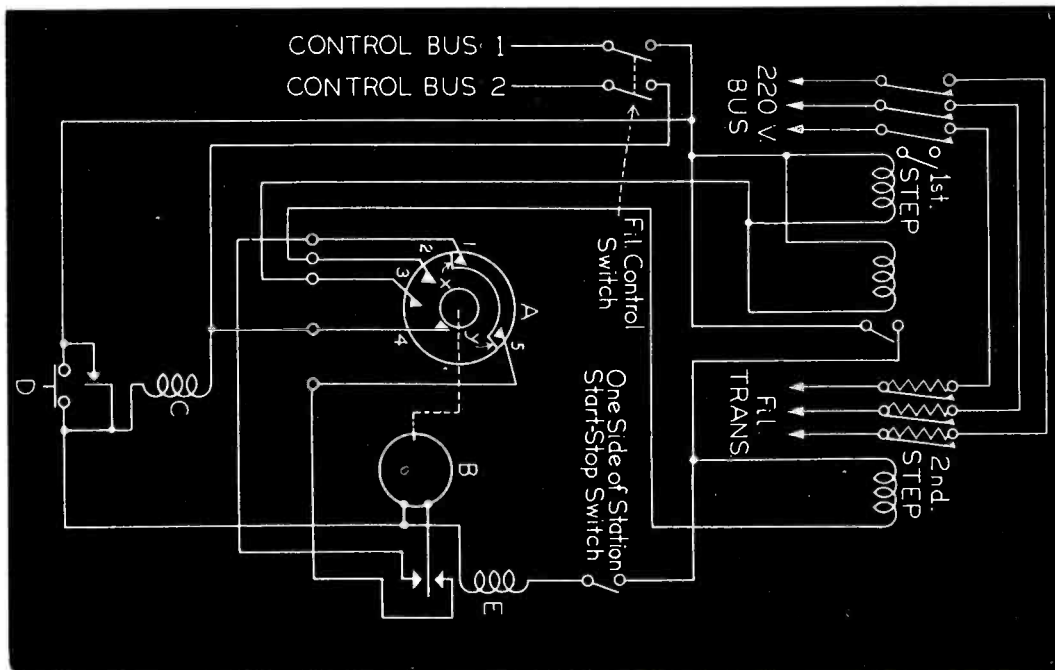 CONTROL BUS 1
CONTROL BUS 2
220 V.
BUS
1st.
STEP
Fil. Control
Switch
1
2
3
4
5
X
Y
A
B
C
D
E
One Side of Station
Start-Stop Switch
Fil.
TRANS.
2nd.
STEP